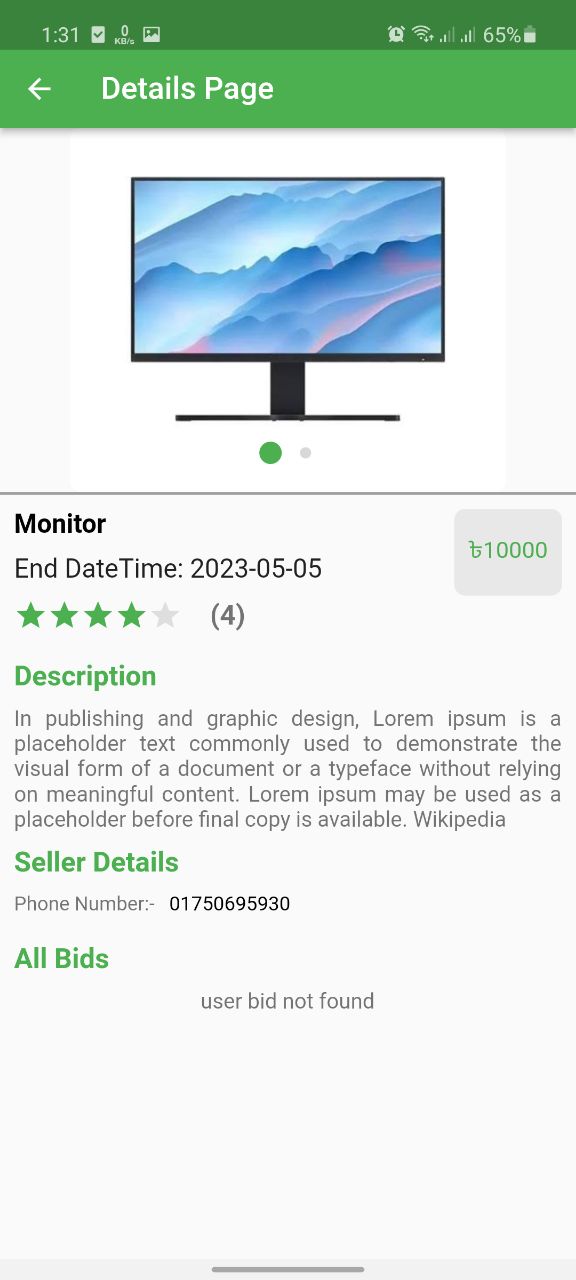 1:31 0 KB/s 65%
Details Page
Monitor
৳10000
End DateTime: 2023-05-05
(4)
Description
In publishing and graphic design, Lorem ipsum is a
placeholder text commonly used to demonstrate the
visual form of a document or a typeface without relying
on meaningful content. Lorem ipsum may be used as a
placeholder before final copy is available. Wikipedia
Seller Details
Phone Number:- 01750695930
All Bids
user bid not found